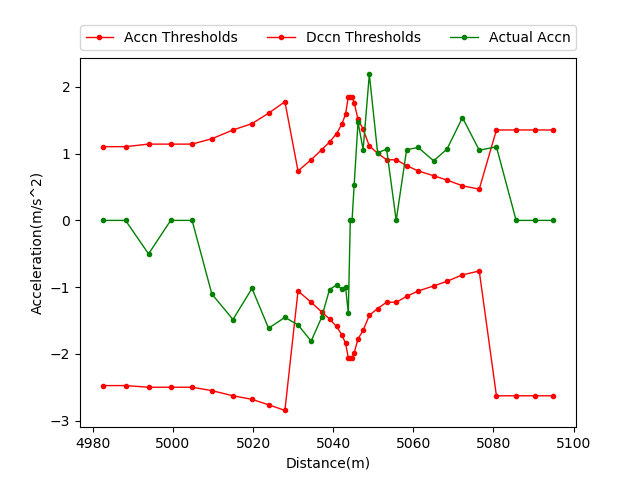 Accn Thresholds Dccn Thresholds Actual Accn
2
1
0
−1
−2
−3
Acceleration(m/s^2)
4980 5000 5020 5040 5060 5080 5100
Distance(m)